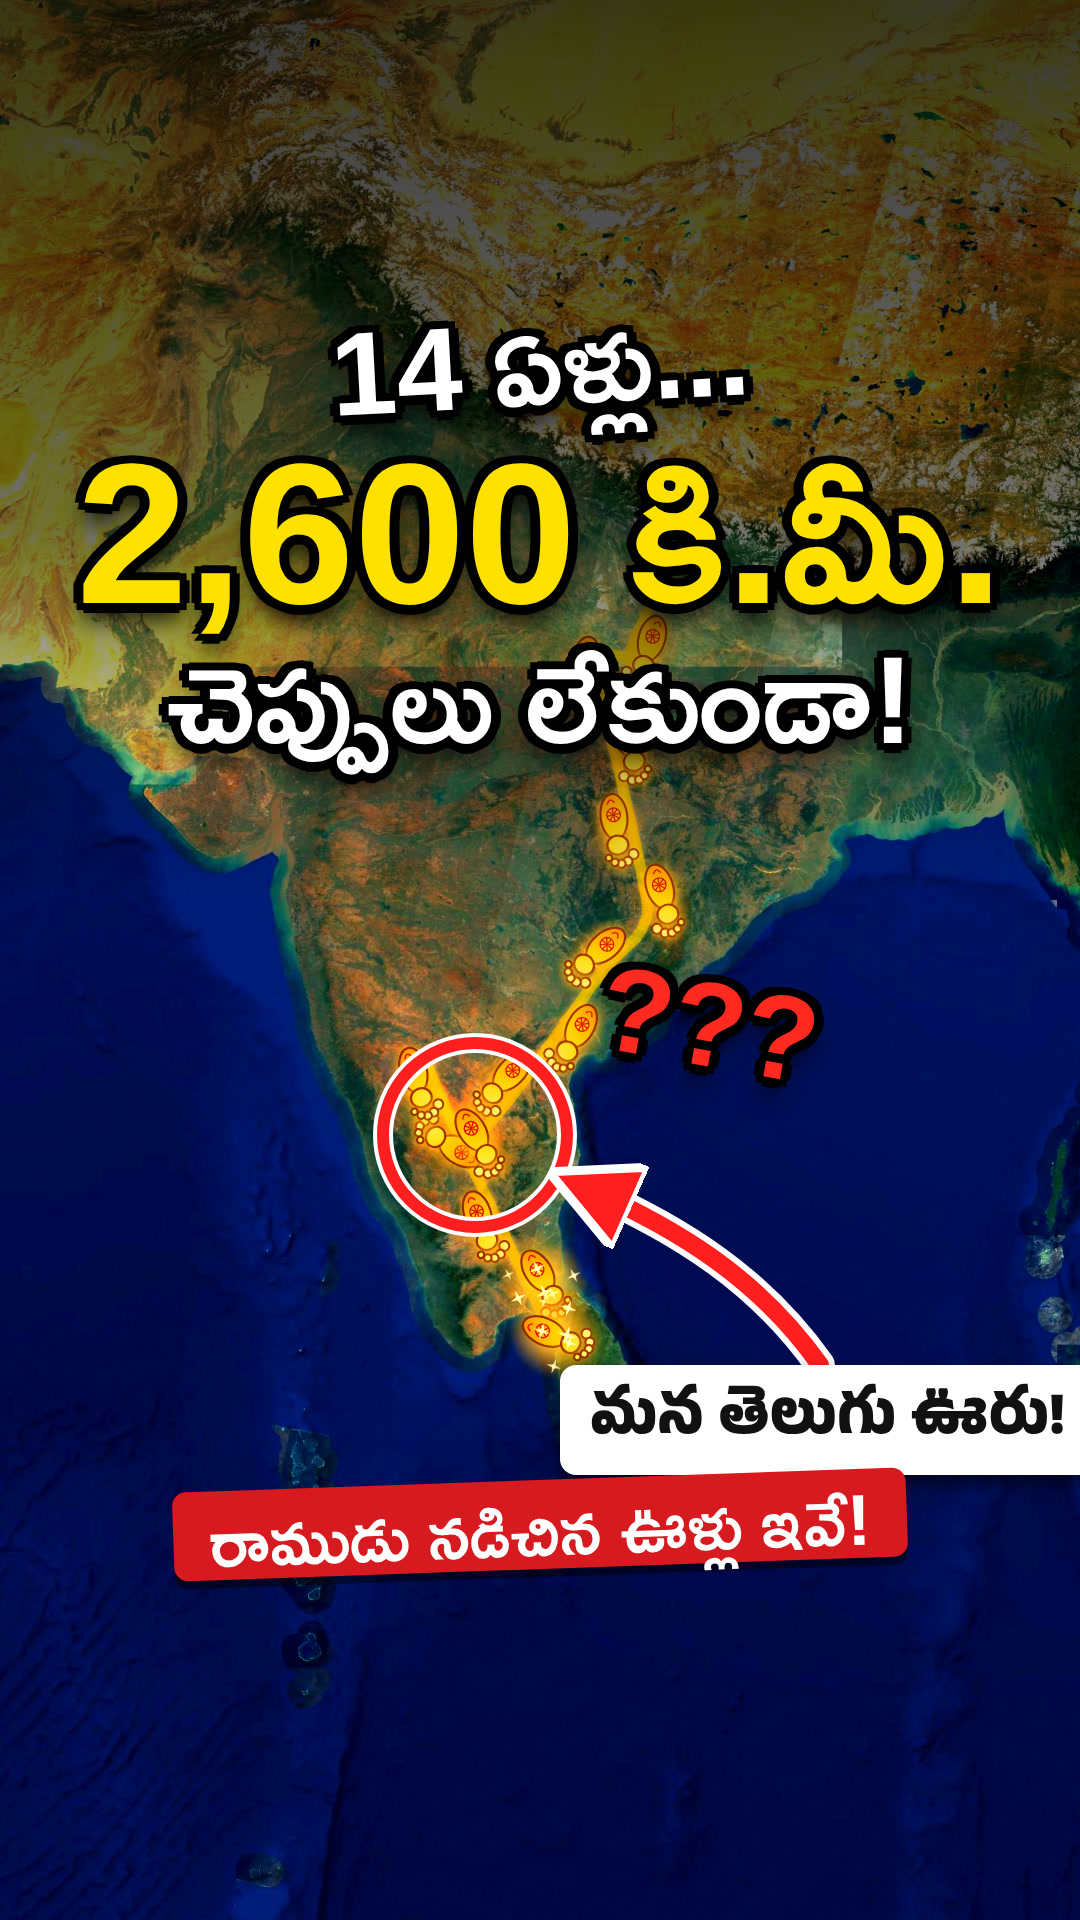 14 ఏళ్లు...
2,600 కి.మీ.
చెప్పులు లేకుండా!
???
మన తెలుగు ఊరు!
రాముడు నడిచిన ఊళ్లు ఇవే!